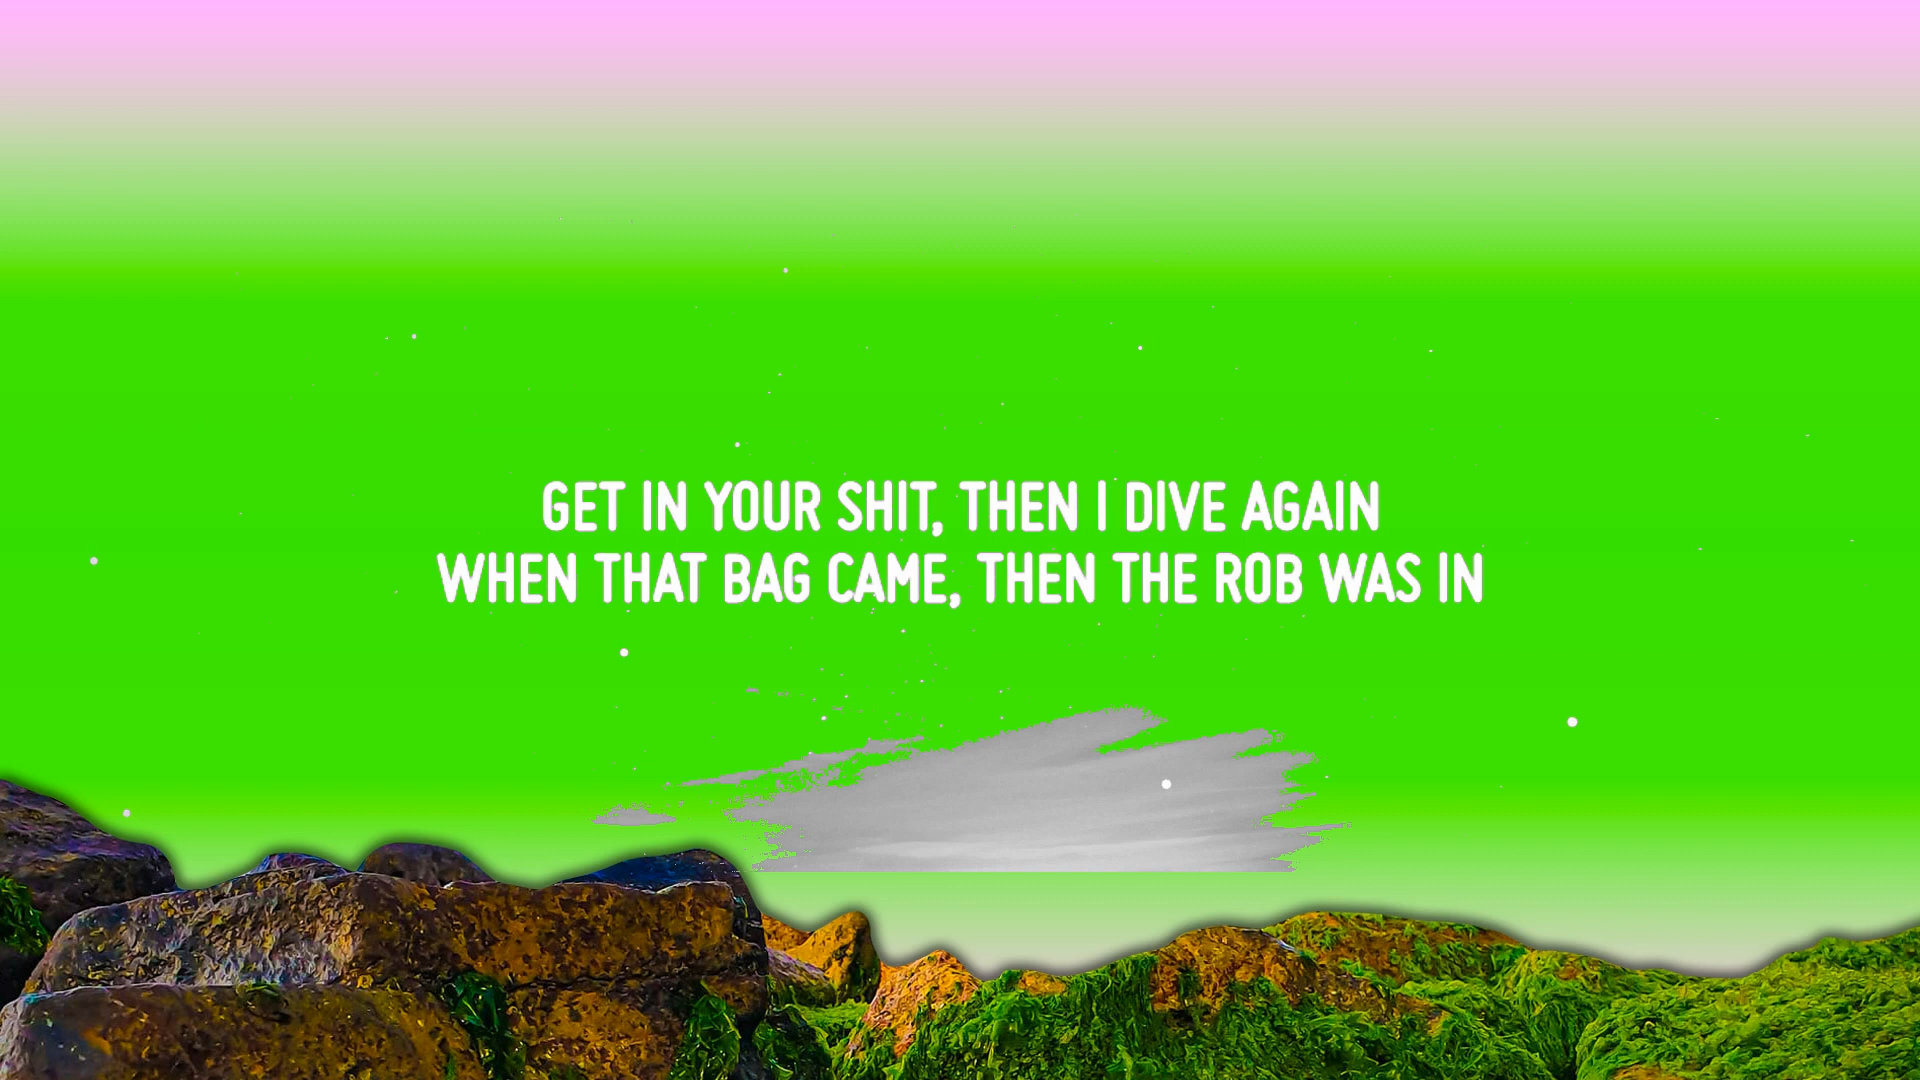 GET IN YOUR SHIT, THEN I DIVE AGAIN
WHEN THAT BAG CAME, THEN THE ROB WAS IN